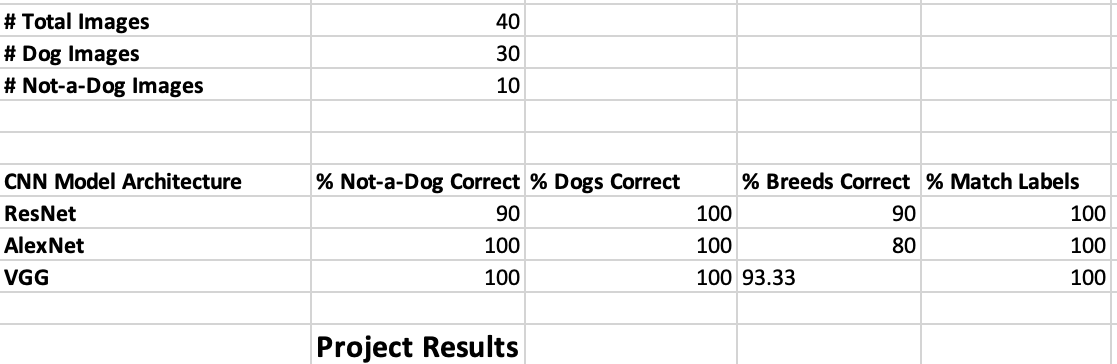 # Total Images 40
# Dog Images 30
# Not-a-Dog Images 10
CNN Model Architecture % Not-a-Dog Correct % Dogs Correct % Breeds Correct % Match Labels
ResNet 90 100 90 100
AlexNet 100 100 80 100
VGG 100 100 93.33 100
Project Results